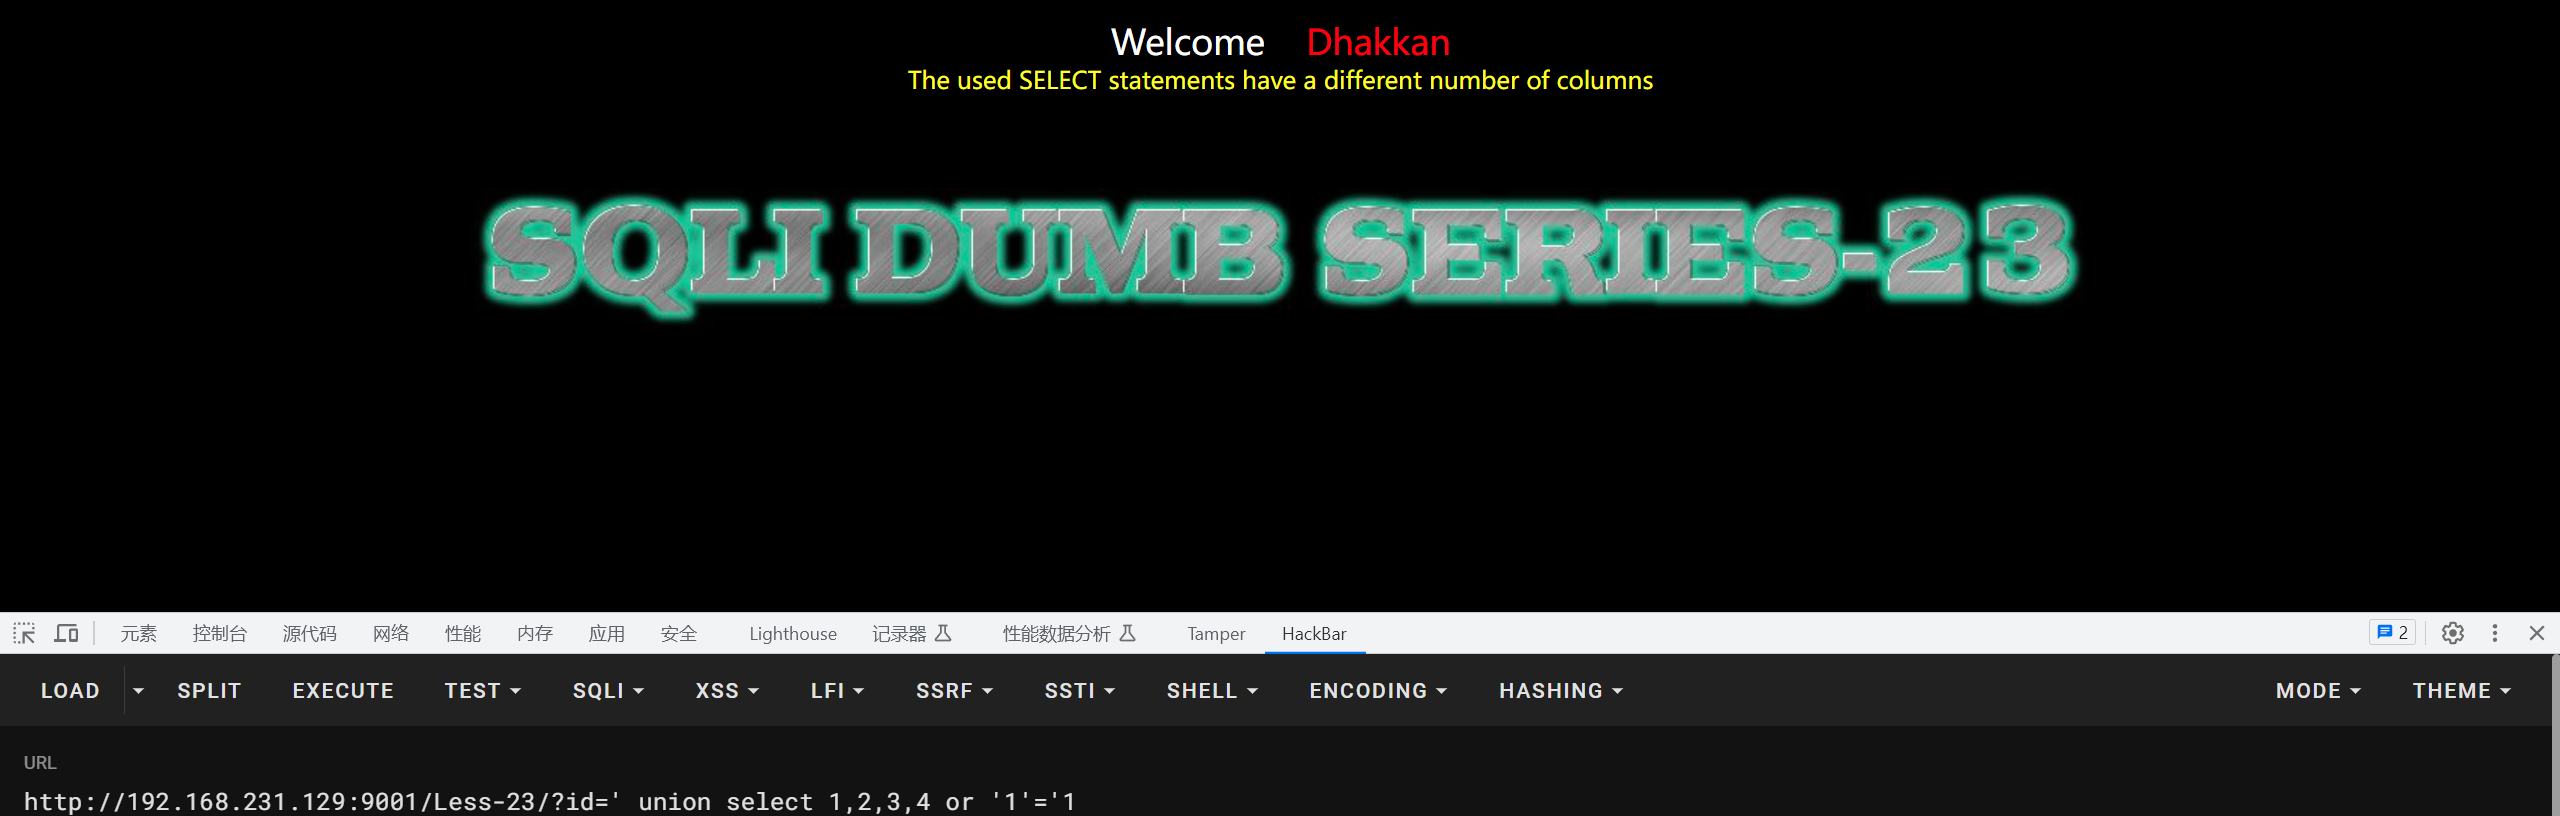 Welcome Dhakkan
The used SELECT statements have a different number of columns
SQLI DUMB SERIES-23
元素 控制台 源代码 网络 性能 内存 应用 安全 Lighthouse 记录器 性能数据分析 Tamper HackBar 2
LOAD SPLIT EXECUTE TEST SQLI XSS LFI SSRF SSTI SHELL ENCODING HASHING MODE THEME
URL
http://192.168.231.129:9001/Less-23/?id=' union select 1,2,3,4 or '1'='1